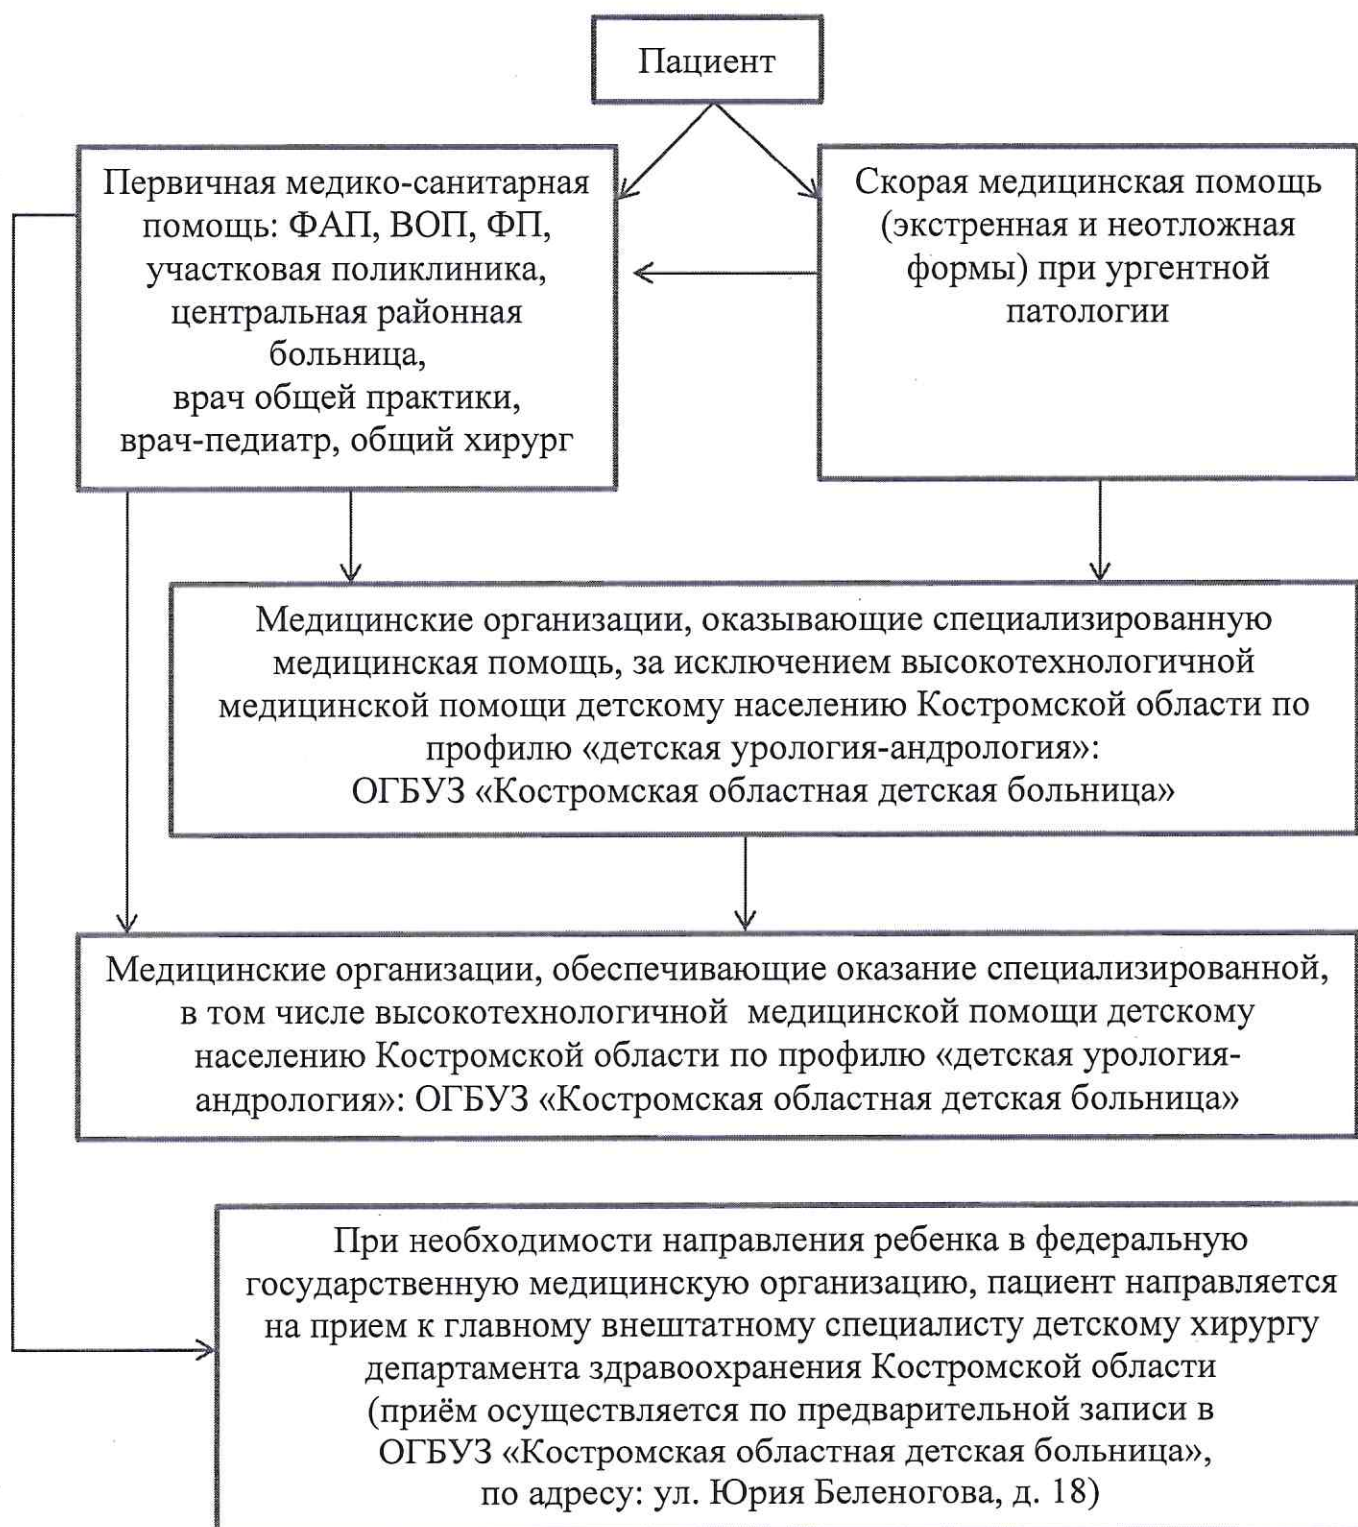 Пациент
Первичная медико-санитарная
помощь: ФАП, ВОП, ФП,
участковая поликлиника,
центральная районная
больница,
врач общей практики,
врач-педиатр, общий хирург
Скорая медицинская помощь
(экстренная и неотложная
формы) при ургентной
патологии
Медицинские организации, оказывающие специализированную
медицинская помощь, за исключением высокотехнологичной
медицинской помощи детскому населению Костромской области по
профилю «детская урология-андрология»:
ОГБУЗ «Костромская областная детская больница»
Медицинские организации, обеспечивающие оказание специализированной,
в том числе высокотехнологичной медицинской помощи детскому
населению Костромской области по профилю «детская урология-
андрология»: ОГБУЗ «Костромская областная детская больница»
При необходимости направления ребенка в федеральную
государственную медицинскую организацию, пациент направляется
на прием к главному внештатному специалисту детскому хирургу
департамента здравоохранения Костромской области
(приём осуществляется по предварительной записи в
ОГБУЗ «Костромская областная детская больница»,
по адресу: ул. Юрия Беленогова, д. 18)